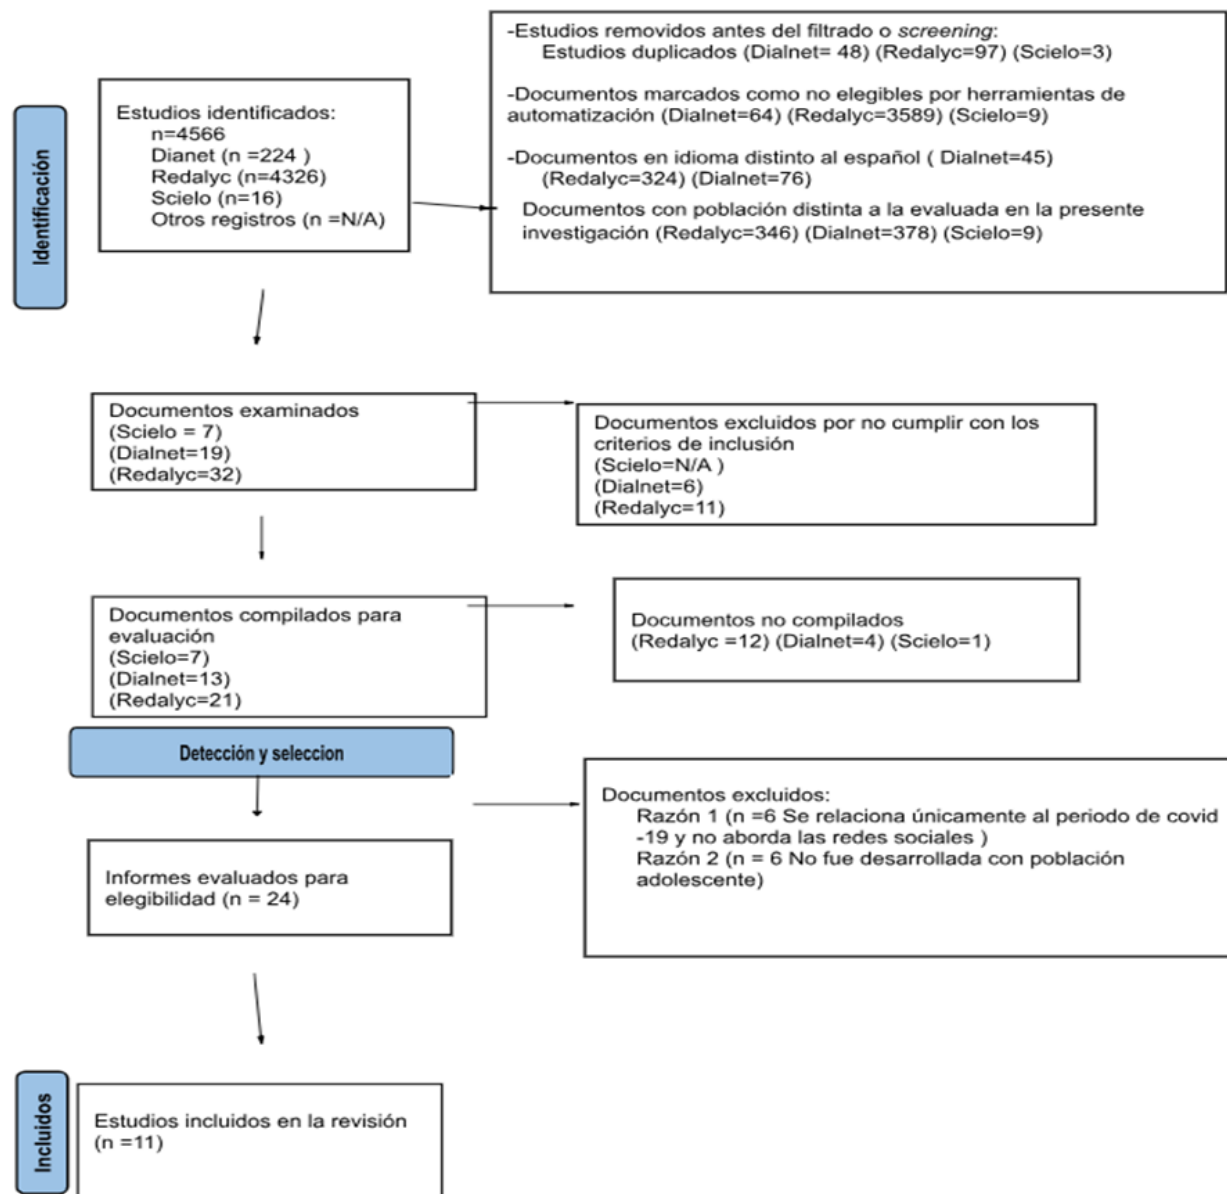 Identificación
Estudios identificados:
n=4566
Dianet (n =224 )
Redalyc (n=4326)
Scielo (n=16)
Otros registros (n =N/A)
-Estudios removidos antes del filtrado o screening:
Estudios duplicados (Dialnet= 48) (Redalyc=97) (Scielo=3)
-Documentos marcados como no elegibles por herramientas de
automatización (Dialnet=64) (Redalyc=3589) (Scielo=9)
-Documentos en idioma distinto al español ( Dialnet=45)
(Redalyc=324) (Dialnet=76)
Documentos con población distinta a la evaluada en la presente
investigación (Redalyc=346) (Dialnet=378) (Scielo=9)
Documentos examinados
(Scielo = 7)
(Dialnet=19)
(Redalyc=32)
Documentos excluidos por no cumplir con los
criterios de inclusión
(Scielo=N/A )
(Dialnet=6)
(Redalyc=11)
Documentos compilados para
evaluación
(Scielo=7)
(Dialnet=13)
(Redalyc=21)
Documentos no compilados
(Redalyc =12) (Dialnet=4) (Scielo=1)
Detección y seleccion
Informes evaluados para
elegibilidad (n = 24)
Documentos excluidos:
Razón 1 (n =6 Se relaciona únicamente al periodo de covid
-19 y no aborda las redes sociales )
Razón 2 (n = 6 No fue desarrollada con población
adolescente)
Incluidos
Estudios incluidos en la revisión
(n =11)